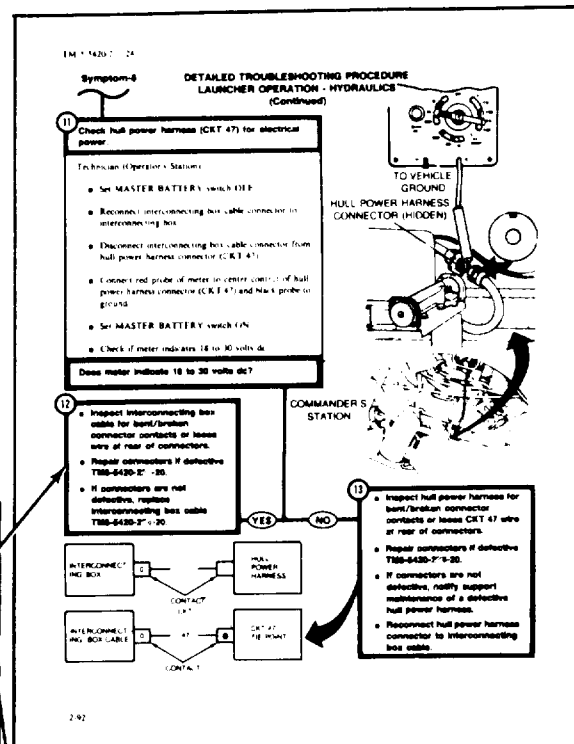 Symptom-4
DETAILED TROUBLESHOOTING PROCEDURE
LAUNCHER OPERATION - HYDRAULICS
(Continued)
11
Check hull power harness (CKT 47) for electrical
power.
Technician (Operator's Station)
● Set MASTER BATTERY switch OFF
● Reconnect interconnecting box cable connector to
interconnecting box
● Disconnect interconnecting box cable connector from
hull power harness connector (CKT 47)
● Connect red probe of meter to center contact of hull
power harness connector (CKT 47) and black probe to
ground.
● Set MASTER BATTERY switch ON
● Check if meter indicates 18 to 30 volts dc
Does meter indicate 18 to 30 volts dc?
TO VEHICLE
GROUND
HULL POWER HARNESS
CONNECTOR (HIDDEN)
COMMANDER'S
STATION
12
● Inspect interconnecting box
cable for bent/broken
connector contacts or loose
wire at rear of connectors.
● Repair connectors if defective
● If connectors are not
defective, replace
interconnecting box cable
YES
NO
13
● Inspect hull power harness for
bent/broken connector
contacts or loose CKT 47 wire
at rear of connectors.
● Repair connectors if defective
● If connectors are not
defective, notify support
maintenance of a defective
hull power harness.
● Reconnect hull power harness
connector to interconnecting
box cable.
INTERCONNECT
ING BOX
HULL
POWER
HARNESS
CONTACT
CKT
INTERCONNECT
ING BOX CABLE
47
CKT 47
TIE POINT
CONTACT
2-92